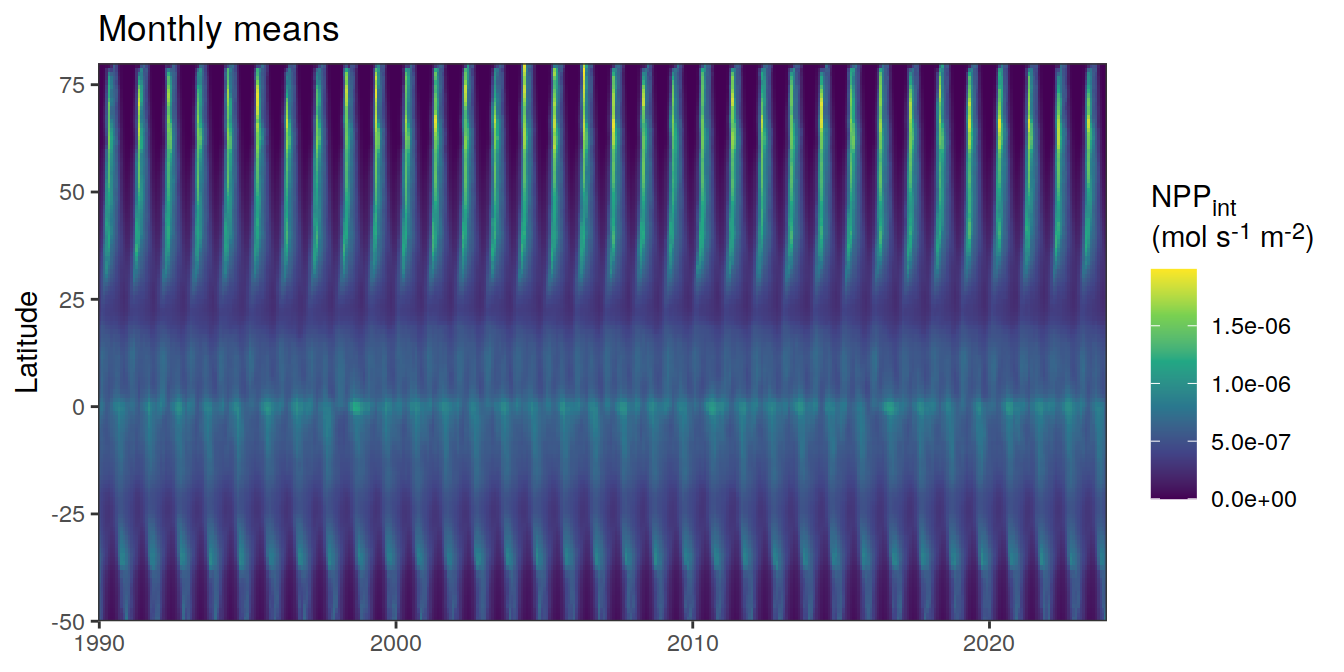 Monthly means
Latitude
75
50
25
0
-25
-50
1990 2000 2010 2020
NPPint
(mol s-1 m-2)
1.5e-06
1.0e-06
5.0e-07
0.0e+00